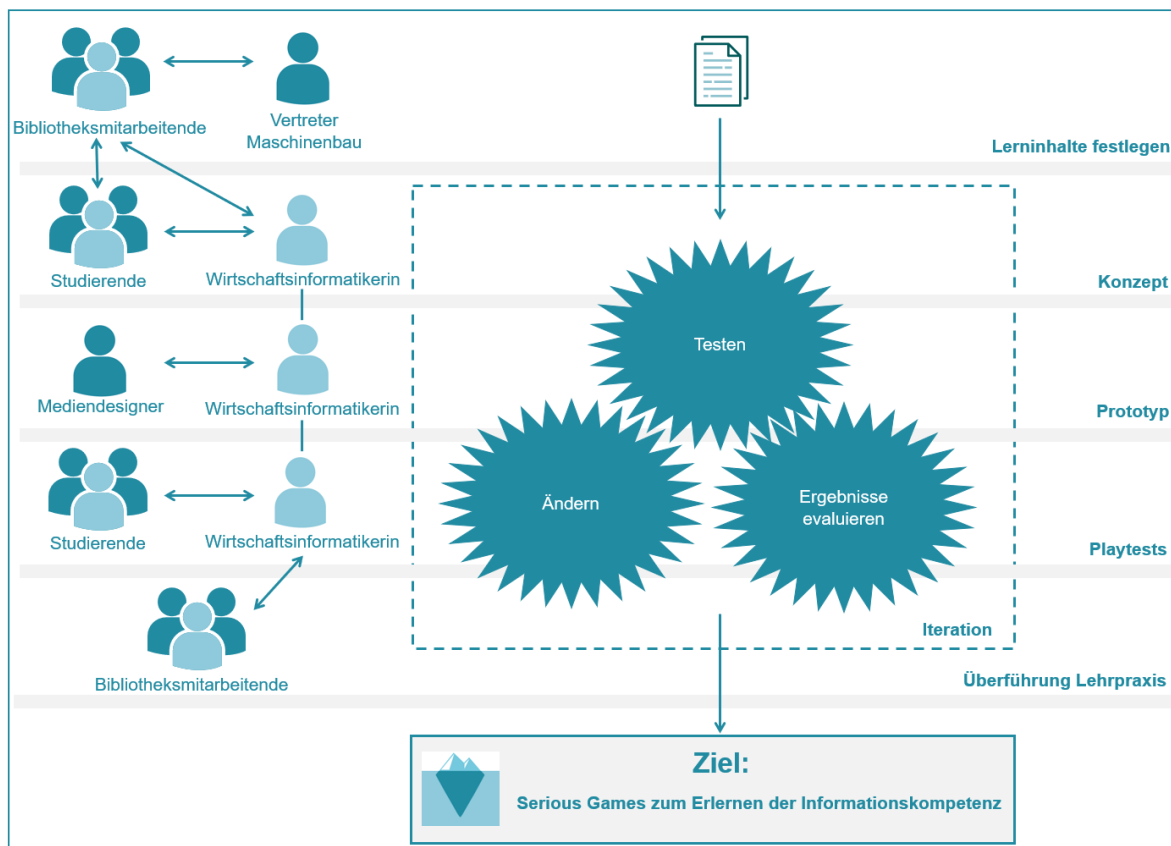 Bibliotheksmitarbeitende
Vertreter
Maschinenbau
Lerninhalte festlegen
Studierende
Wirtschaftsinformatikerin
Konzept
Testen
Mediendesigner
Wirtschaftsinformatikerin
Prototyp
Ändern
Ergebnisse
evaluieren
Studierende
Wirtschaftsinformatikerin
Playtests
Iteration
Bibliotheksmitarbeitende
Überführung Lehrpraxis
Ziel:
Serious Games zum Erlernen der Informationskompetenz